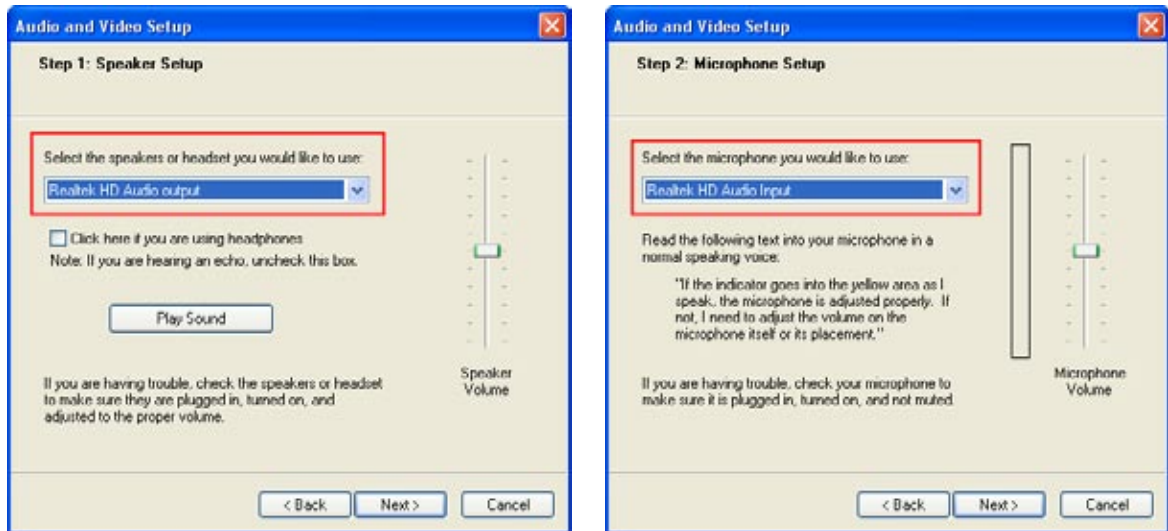 Audio and Video Setup
Step 1: Speaker Setup
Select the speakers or headset you would like to use:
Realtek HD Audio output
Click here if you are using headphones
Note: If you are hearing an echo, uncheck this box.
Play Sound
Speaker
Volume
If you are having trouble, check the speakers or headset
to make sure they are plugged in, turned on, and
adjusted to the proper volume.
< Back
Next >
Cancel
Audio and Video Setup
Step 2: Microphone Setup
Select the microphone you would like to use:
Realtek HD Audio Input
Read the following text into your microphone in a
normal speaking voice:
"If the indicator goes into the yellow area as I
speak, the microphone is adjusted properly. If
not, I need to adjust the volume on the
microphone itself or its placement."
Microphone
Volume
If you are having trouble, check your microphone to
make sure it is plugged in, turned on, and not muted.
< Back
Next >
Cancel